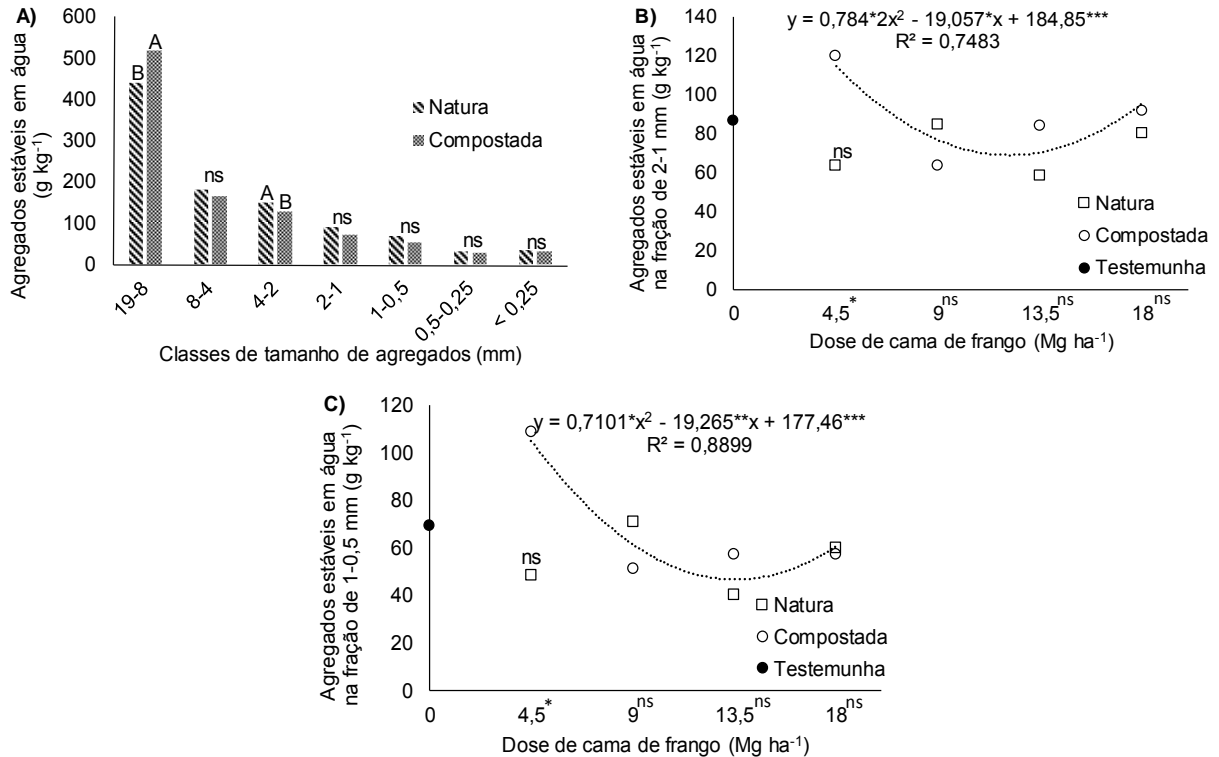 A)
Agregados estáveis em água
(g kg⁻¹)
600
500
400
300
200
100
0
B
A
ns
A
B
ns
ns
ns
ns
Natura
Compostada
19-8
8-4
4-2
2-1
1-0,5
0,5-0,25
< 0,25
Classes de tamanho de agregados (mm)
B)
Agregados estáveis em água
na fração de 2-1 mm (g kg⁻¹)
140
120
100
80
60
40
20
0
y = 0,784*2x² - 19,057*x + 184,85***
R² = 0,7483
ns
Natura
Compostada
Testemunha
0 4,5* 9ⁿˢ 13,5ⁿˢ 18ⁿˢ
Dose de cama de frango (Mg ha⁻¹)
C)
Agregados estáveis em água
na fração de 1-0,5 mm (g kg⁻¹)
120
100
80
60
40
20
0
y = 0,7101*x² - 19,265**x + 177,46***
R² = 0,8899
ns
Natura
Compostada
Testemunha
0 4,5* 9ⁿˢ 13,5ⁿˢ 18ⁿˢ
Dose de cama de frango (Mg ha⁻¹)